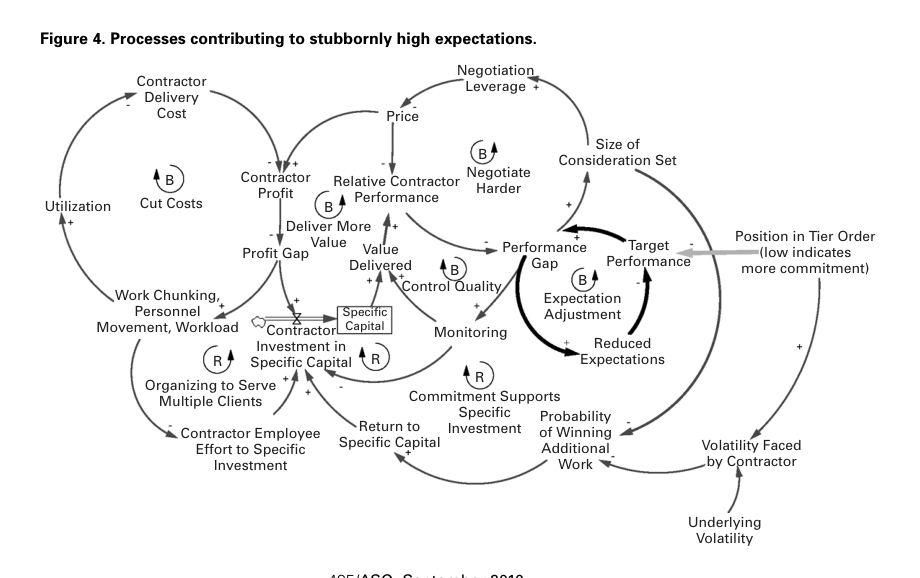 Figure 4. Processes contributing to stubbornly high expectations.
Contractor
Delivery
Cost
-
Negotiation
Leverage +
Price
-
- +
Contractor
Profit
-
Relative Contractor
Performance
B
Negotiate
Harder
Size of
Consideration Set
B
Cut Costs
Utilization
+
B
Deliver More
Value
+
+
-
Profit Gap
Value
Delivered
+
+
-
Performance
Gap
+
Target
Performance
-
Position in Tier Order
(low indicates
more commitment)
B
Control Quality
B
Expectation
Adjustment
-
Work Chunking,
Personnel
Movement, Workload
+
+
Specific
Capital
+
Monitoring
+
Contractor
Investment in
Specific Capital
R
R
Organizing to Serve
Multiple Clients
+
+
-
+
Reduced
Expectations
R
Commitment Supports
Specific
Investment
+
-
Contractor Employee
Effort to Specific
Investment
Return to
Specific Capital
+
Probability
of Winning
Additional
Work
-
-
Volatility Faced
by Contractor
+
Underlying
Volatility